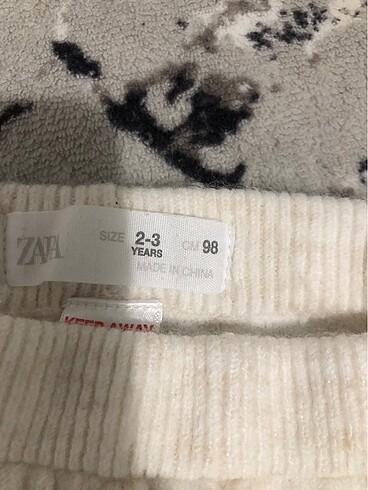 ZARA
SIZE 2-3 YEARS CM 98
MADE IN CHINA
KEEP AWAY